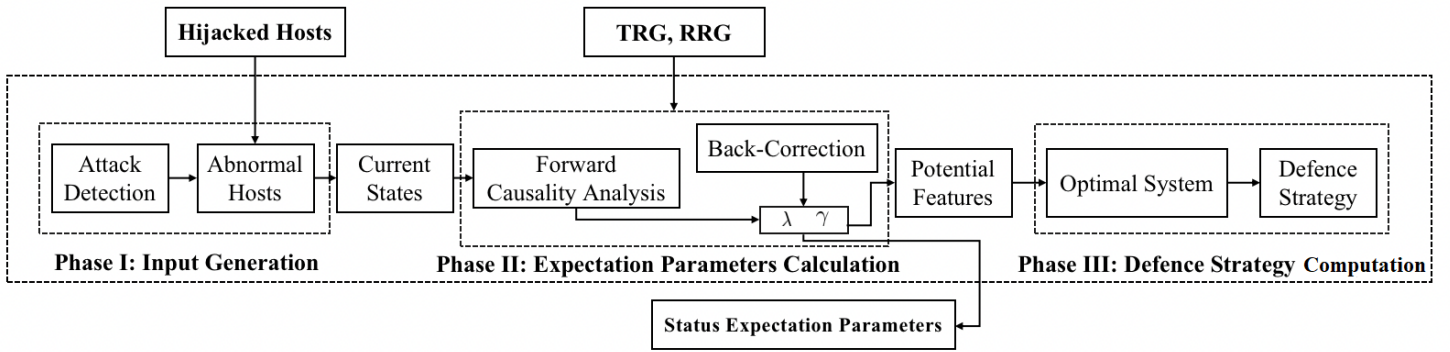 Hijacked Hosts
TRG, RRG
Attack
Detection
Abnormal
Hosts
Current
States
Forward
Causality Analysis
Back-Correction
λ γ
Potential
Features
Optimal System
Defence
Strategy
Phase I: Input Generation
Phase II: Expectation Parameters Calculation
Phase III: Defence Strategy Computation
Status Expectation Parameters